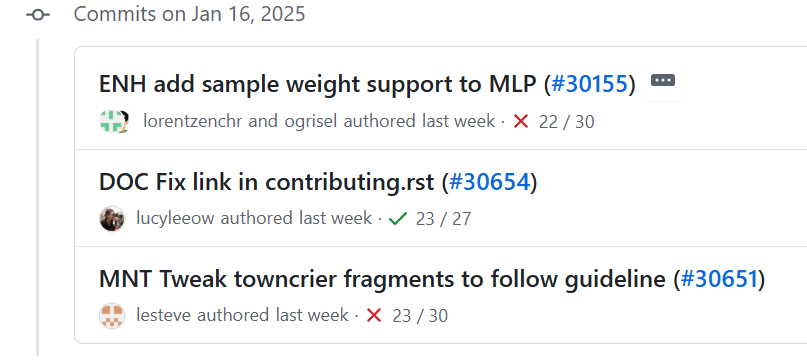 Commits on Jan 16, 2025
ENH add sample weight support to MLP (#30155)
lorentzenchr and ogrisel authored last week · 22 / 30
DOC Fix link in contributing.rst (#30654)
lucyleeow authored last week · 23 / 27
MNT Tweak towncrier fragments to follow guideline (#30651)
lesteve authored last week · 23 / 30